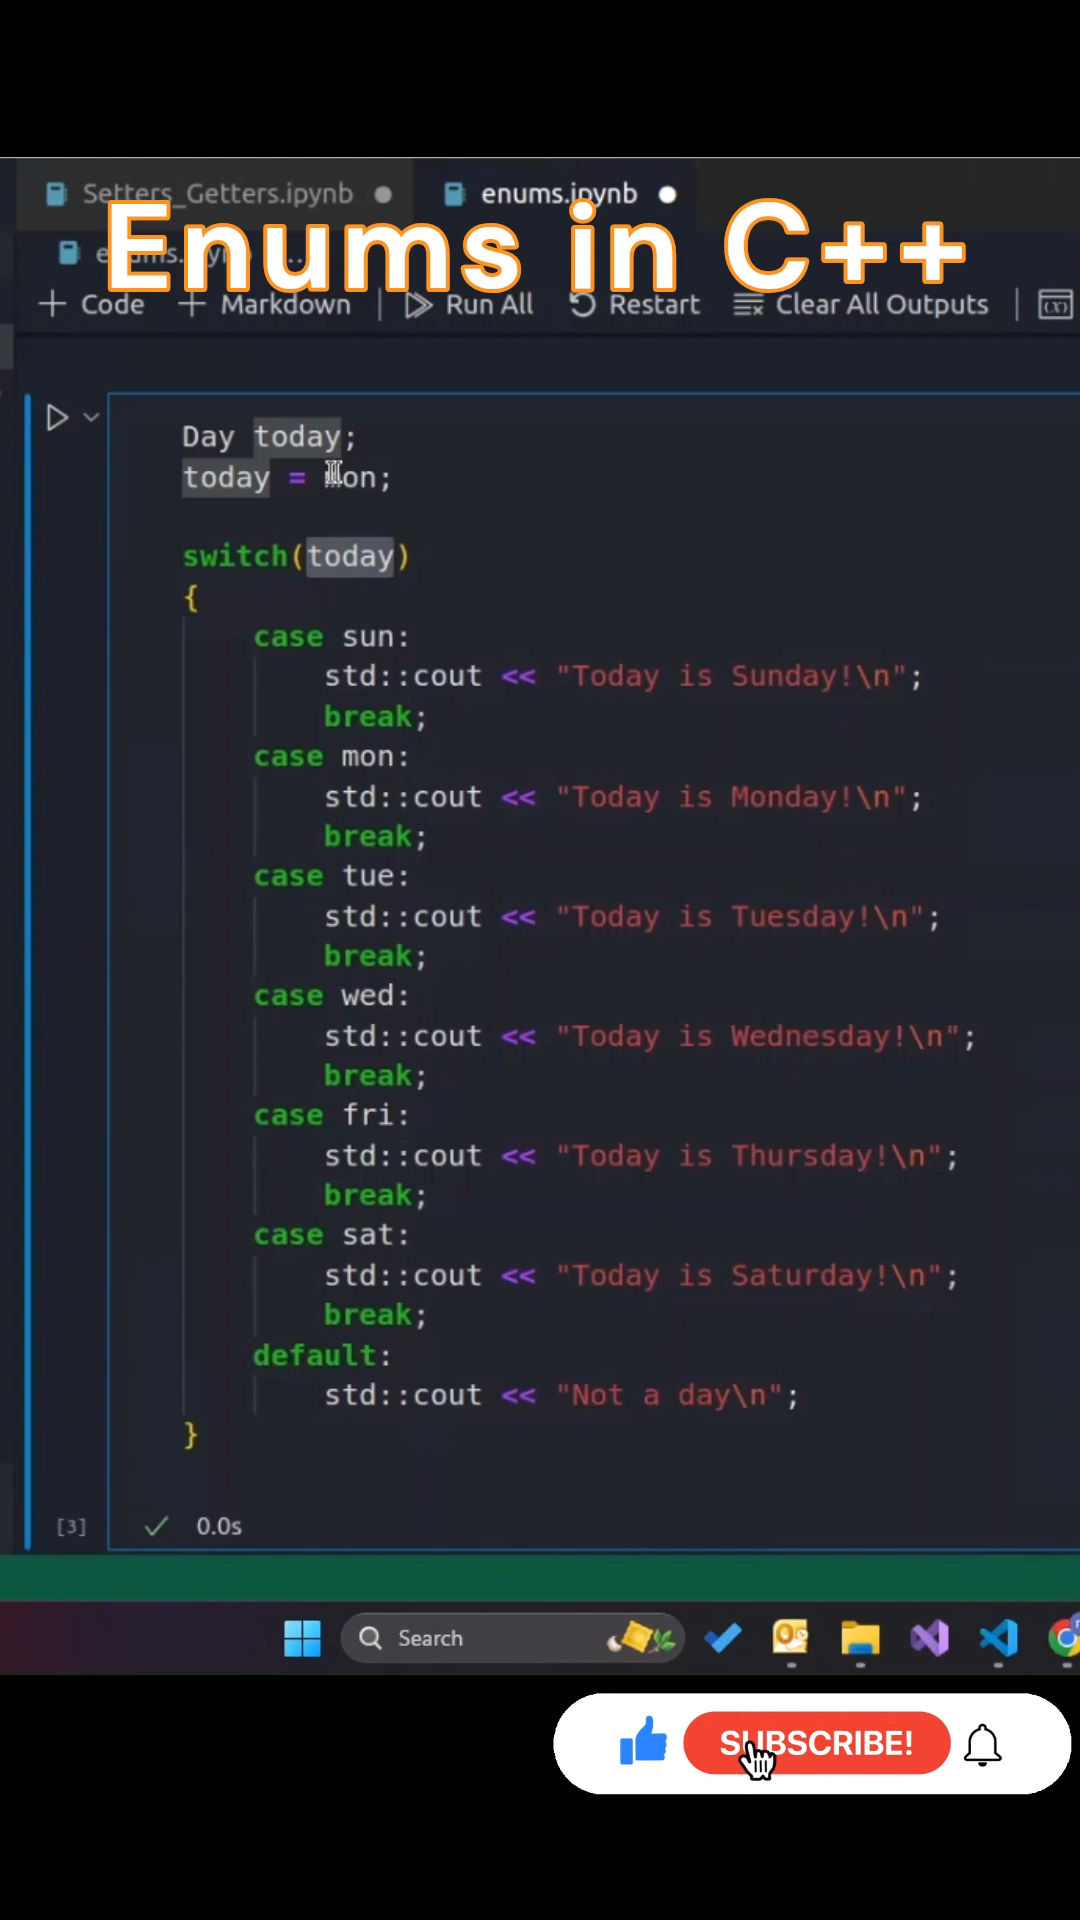 Setters_Getters.ipynb
enums.ipynb
Enums in C++
+ Code + Markdown | Run All Restart Clear All Outputs |
Day today;
today = mon;
switch(today)
{
case sun:
std::cout << "Today is Sunday!\n";
break;
case mon:
std::cout << "Today is Monday!\n";
break;
case tue:
std::cout << "Today is Tuesday!\n";
break;
case wed:
std::cout << "Today is Wednesday!\n";
break;
case fri:
std::cout << "Today is Thursday!\n";
break;
case sat:
std::cout << "Today is Saturday!\n";
break;
default:
std::cout << "Not a day\n";
}
[3] ✓ 0.0s
Search
SUBSCRIBE!